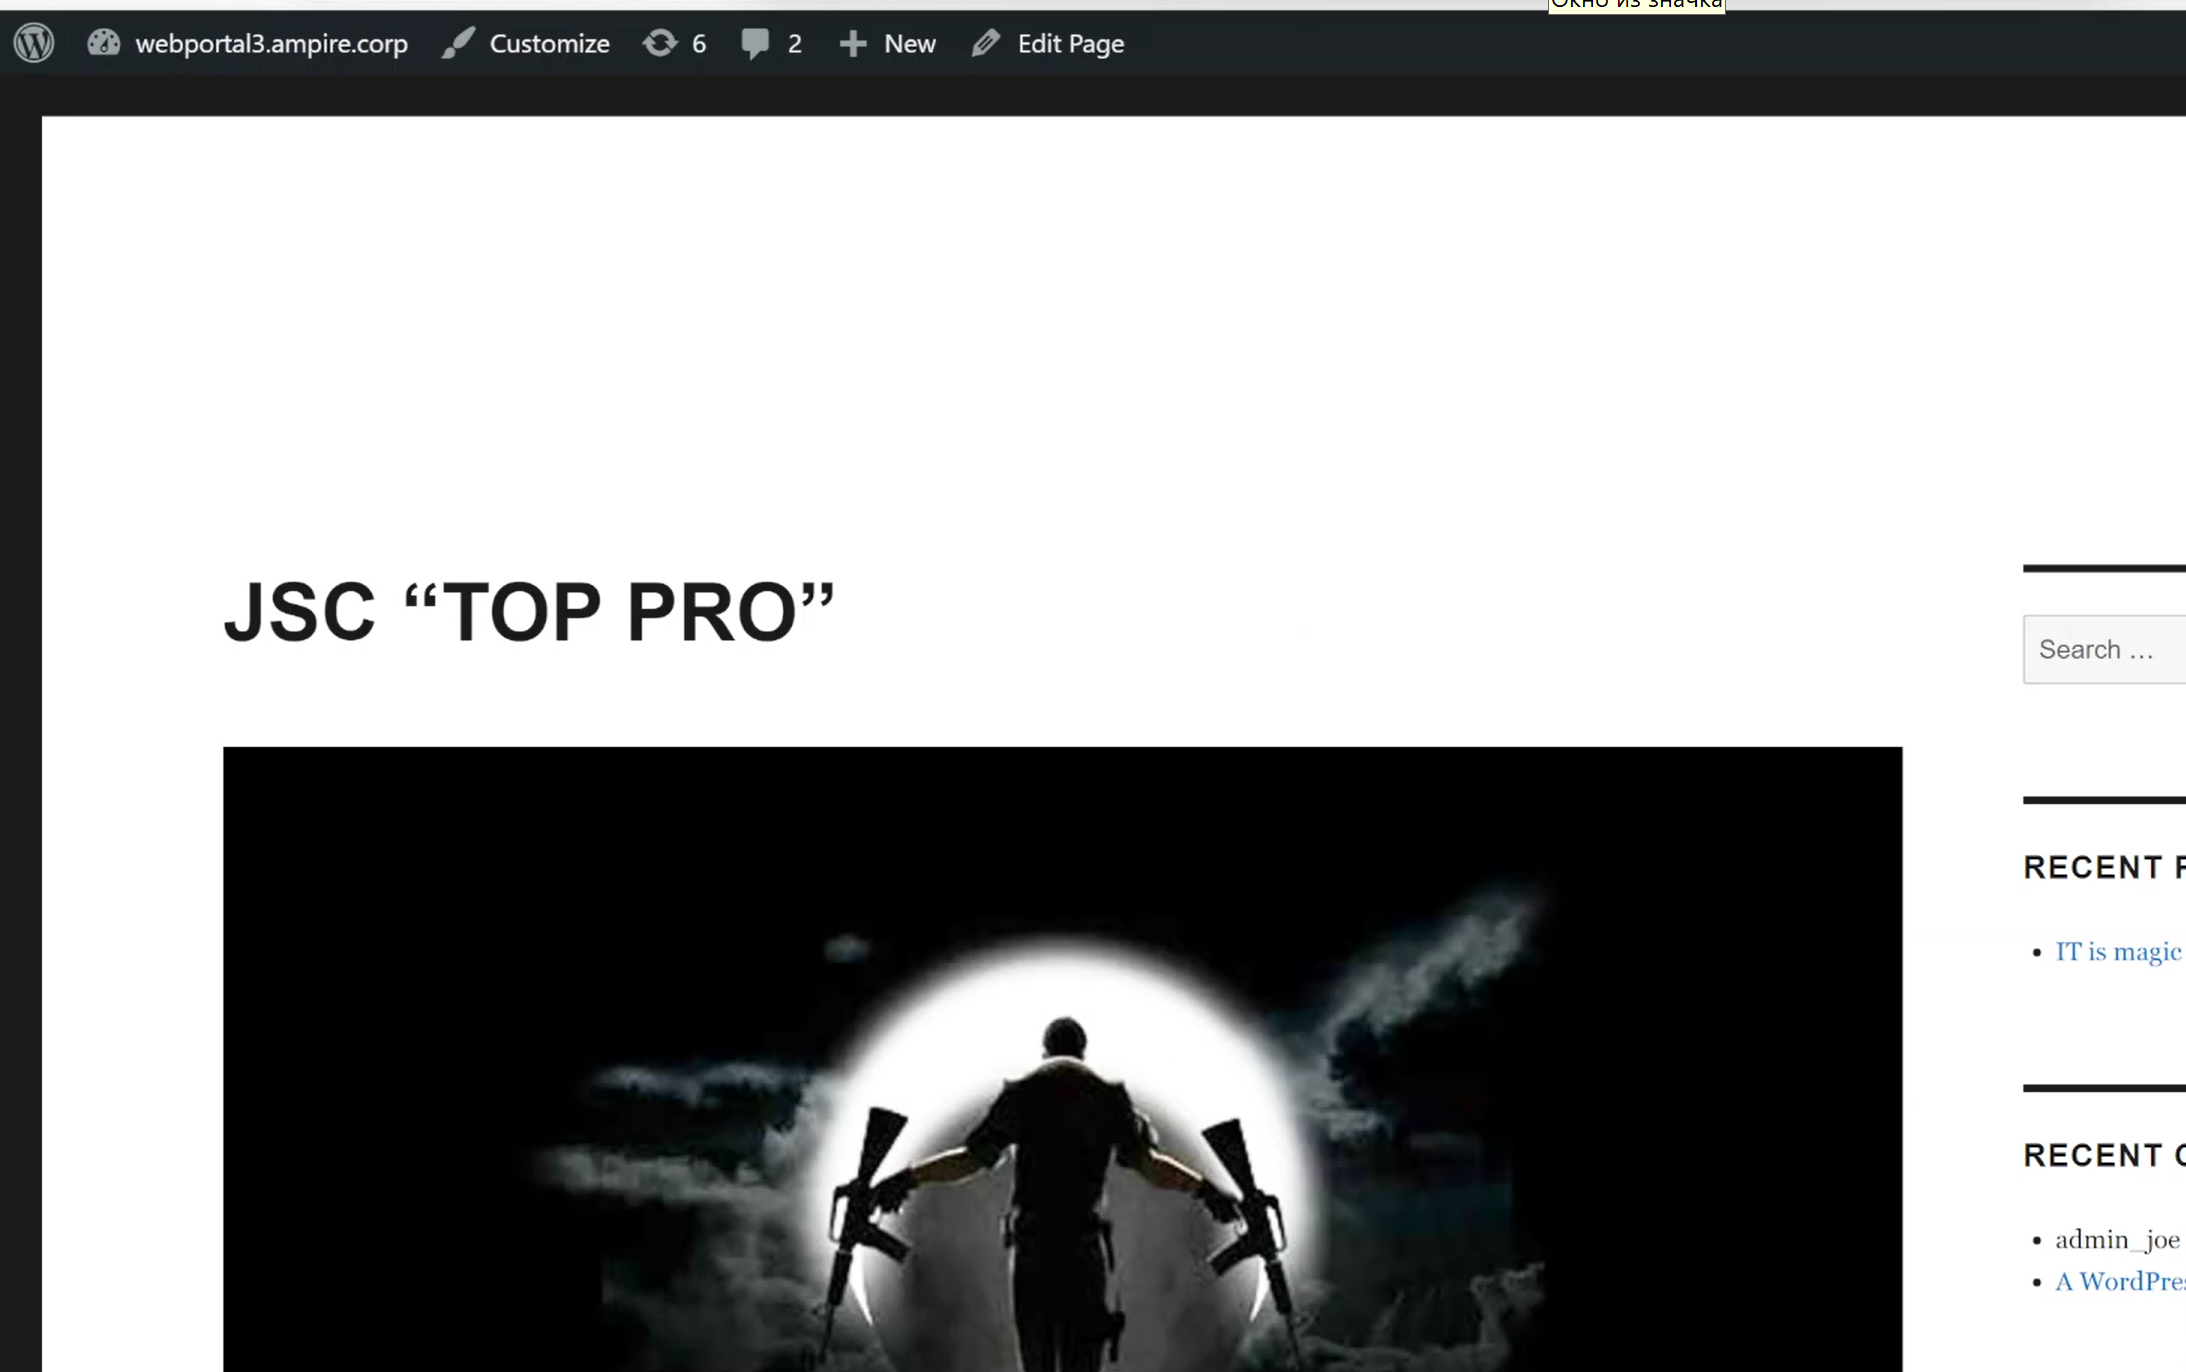 Окно из значка
webportal3.ampire.corp Customize 6 2 New Edit Page
JSC “TOP PRO”
Search …
RECENT
IT is magic
RECENT
admin_joe
A WordPres